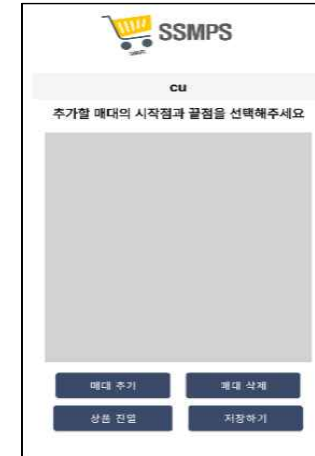 SSMPS
cu
추가할 매대의 시작점과 끝점을 선택해주세요
매대 추가
매대 삭제
상품 진열
저장하기